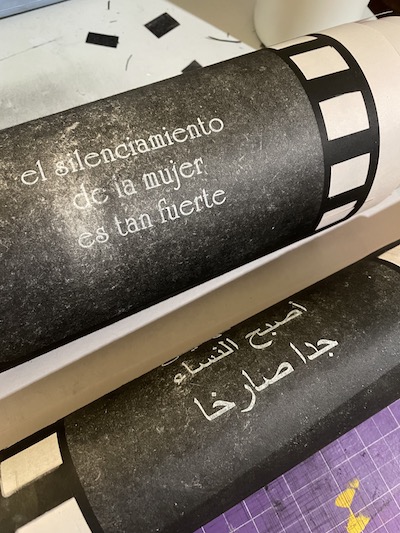 el silenciamiento
de la mujer
es tan fuerte
أصبح النساء
جدا صارخا